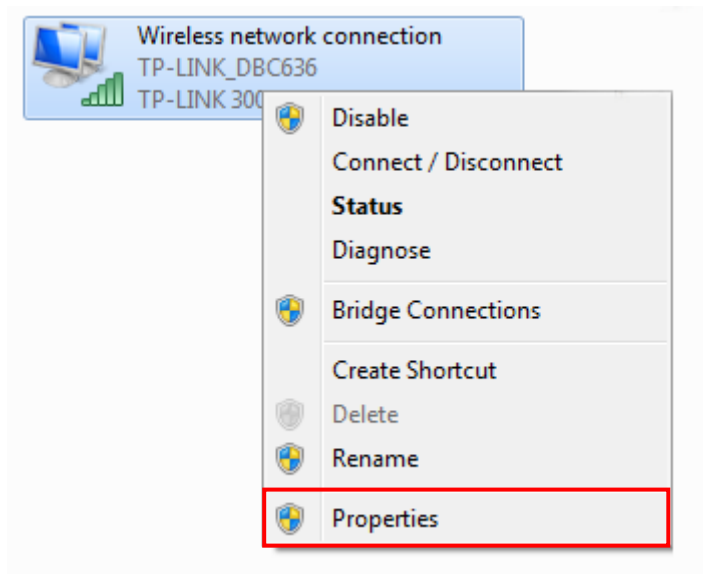 Wireless network connection
TP-LINK_DBC636
TP-LINK 300
Disable
Connect / Disconnect
Status
Diagnose
Bridge Connections
Create Shortcut
Delete
Rename
Properties